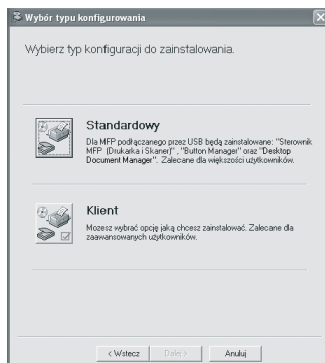 Wybór typu konfigurowania
Wybierz typ konfiguracji do zainstalowania.
Standardowy
Dla MFP podłączanego przez USB będą zainstalowane: "Sterownik
MFP (Drukarka i Skaner)", "Button Manager" oraz "Desktop
Document Manager". Zalecane dla większości użytkowników.
Klient
Mozesz wybrać opcję jaką chcesz zainstalować. Zalecane dla
zaawansowanych użytkowników.
< Wstecz
Dalej >
Anuluj